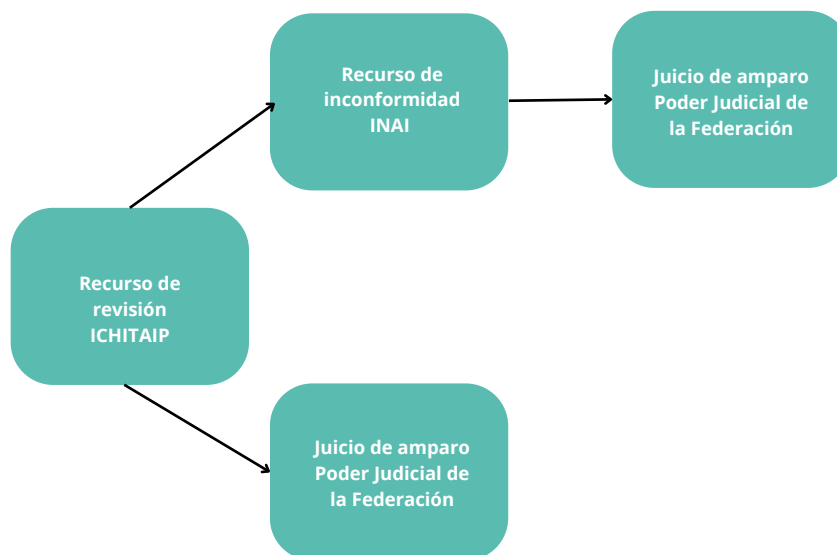 Recurso de
inconformidad
INAI
Juicio de amparo
Poder Judicial de
la Federación
Recurso de
revisión
ICHITAIP
Juicio de amparo
Poder Judicial de
la Federación